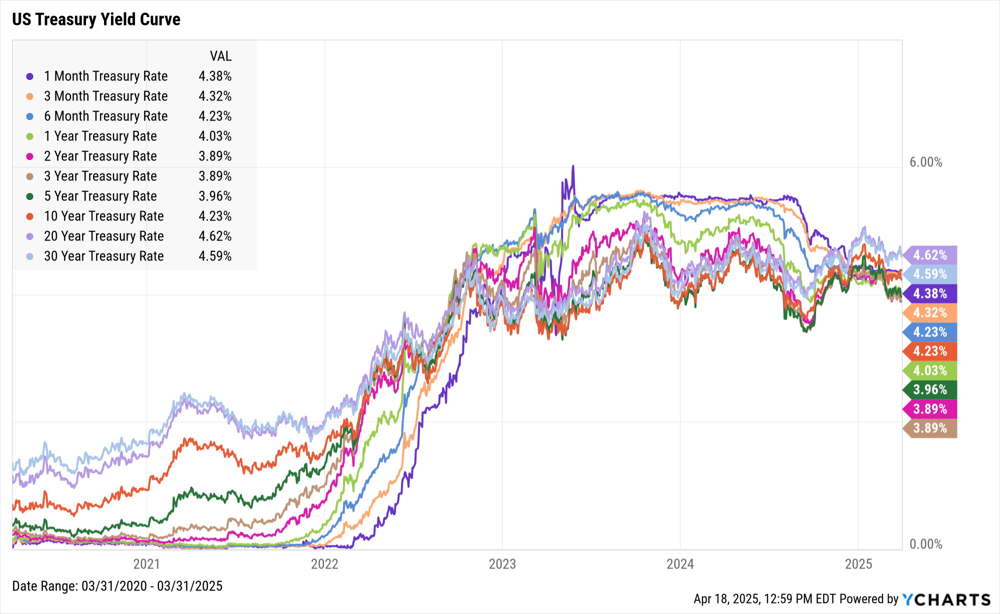 US Treasury Yield Curve
VAL
1 Month Treasury Rate 4.38%
3 Month Treasury Rate 4.32%
6 Month Treasury Rate 4.23%
1 Year Treasury Rate 4.03%
2 Year Treasury Rate 3.89%
3 Year Treasury Rate 3.89%
5 Year Treasury Rate 3.96%
10 Year Treasury Rate 4.23%
20 Year Treasury Rate 4.62%
30 Year Treasury Rate 4.59%
6.00%
4.62%
4.59%
4.38%
4.32%
4.23%
4.23%
4.03%
3.96%
3.89%
3.89%
0.00%
2021 2022 2023 2024 2025
Date Range: 03/31/2020 - 03/31/2025
Apr 18, 2025, 12:59 PM EDT Powered by YCHARTS